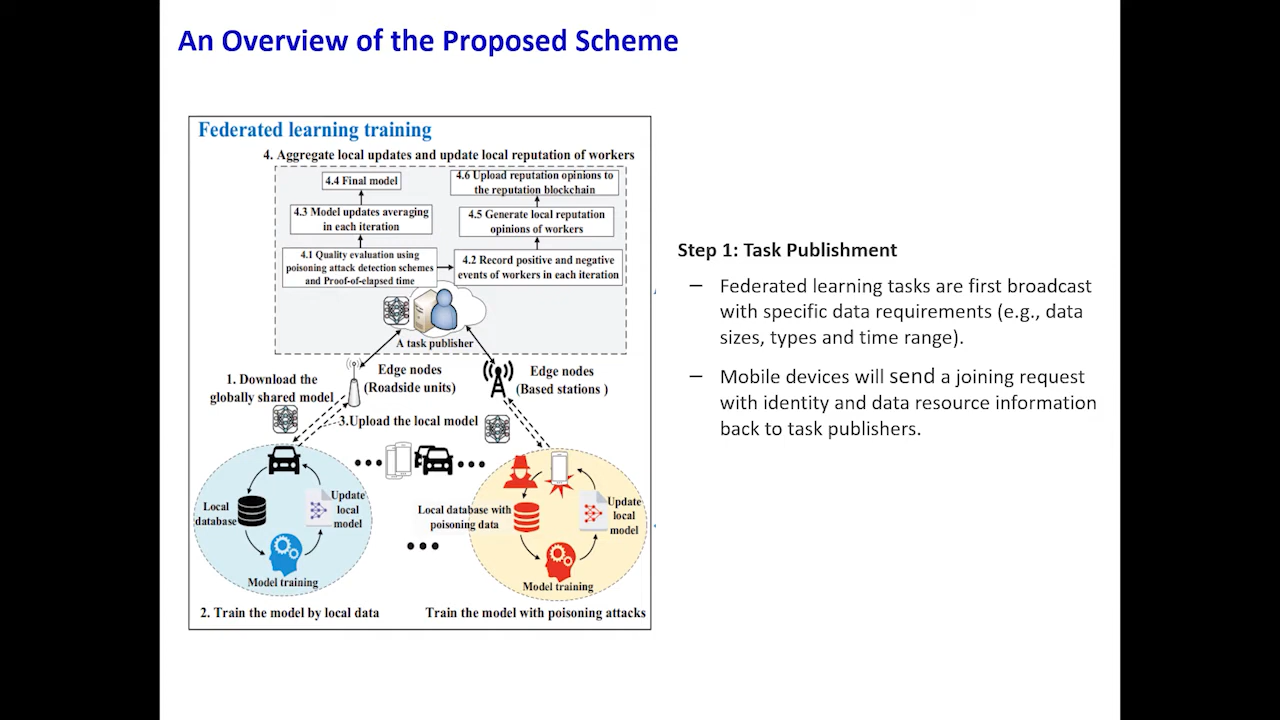 An Overview of the Proposed Scheme
Federated learning training
4. Aggregate local updates and update local reputation of workers
4.4 Final model
4.6 Upload reputation opinions to
the reputation blockchain
4.3 Model updates averaging
in each iteration
4.5 Generate local reputation
opinions of workers
4.1 Quality evaluation using
poisoning attack detection schemes
and Proof-of-elapsed time
4.2 Record positive and negative
events of workers in each iteration
A task publisher
1. Download the
globally shared model
Edge nodes
(Roadside units)
Edge nodes
(Based stations )
3.Upload the local model
Local
database
Update
local
model
Model training
Local database with
poisoning data
Update
local
model
Model training
2. Train the model by local data
Train the model with poisoning attacks
Step 1: Task Publishment
– Federated learning tasks are first broadcast
with specific data requirements (e.g., data
sizes, types and time range).
– Mobile devices will send a joining request
with identity and data resource information
back to task publishers.